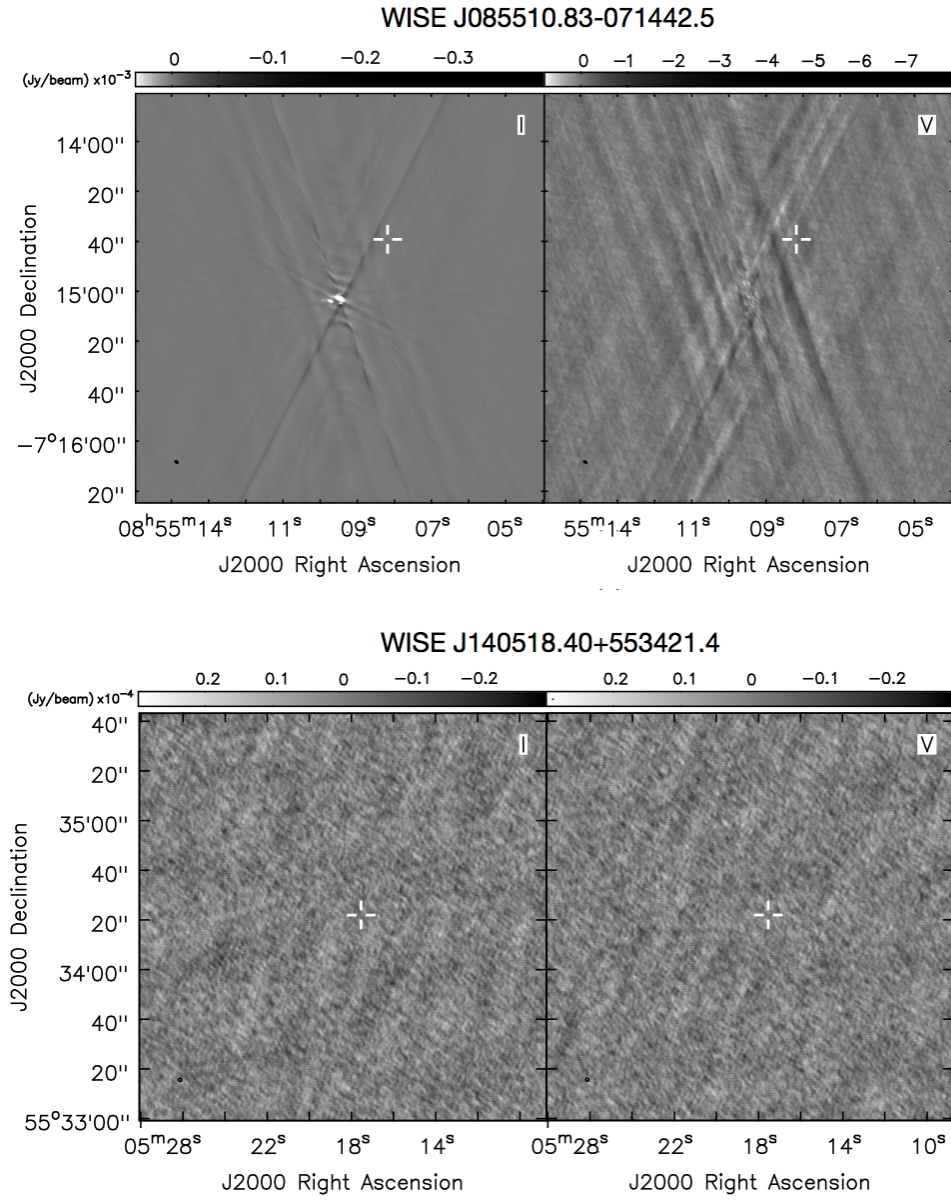 WISE J085510.83-071442.5
(Jy/beam) x10⁻³ 0 −0.1 −0.2 −0.3 0 −1 −2 −3 −4 −5 −6 −7
I V
14'00"
20"
40"
15'00"
20"
40"
−7°16'00"
20"
J2000 Declination
08ʰ55ᵐ14ˢ 11ˢ 09ˢ 07ˢ 05ˢ 55ᵐ14ˢ 11ˢ 09ˢ 07ˢ 05ˢ
J2000 Right Ascension J2000 Right Ascension
WISE J140518.40+553421.4
(Jy/beam) x10⁻⁴ 0.2 0.1 0 −0.1 −0.2 0.2 0.1 0 −0.1 −0.2
I V
40"
20"
35'00"
40"
20"
34'00"
40"
20"
55°33'00"
J2000 Declination
05ᵐ28ˢ 22ˢ 18ˢ 14ˢ 05ᵐ28ˢ 22ˢ 18ˢ 14ˢ 10ˢ
J2000 Right Ascension J2000 Right Ascension